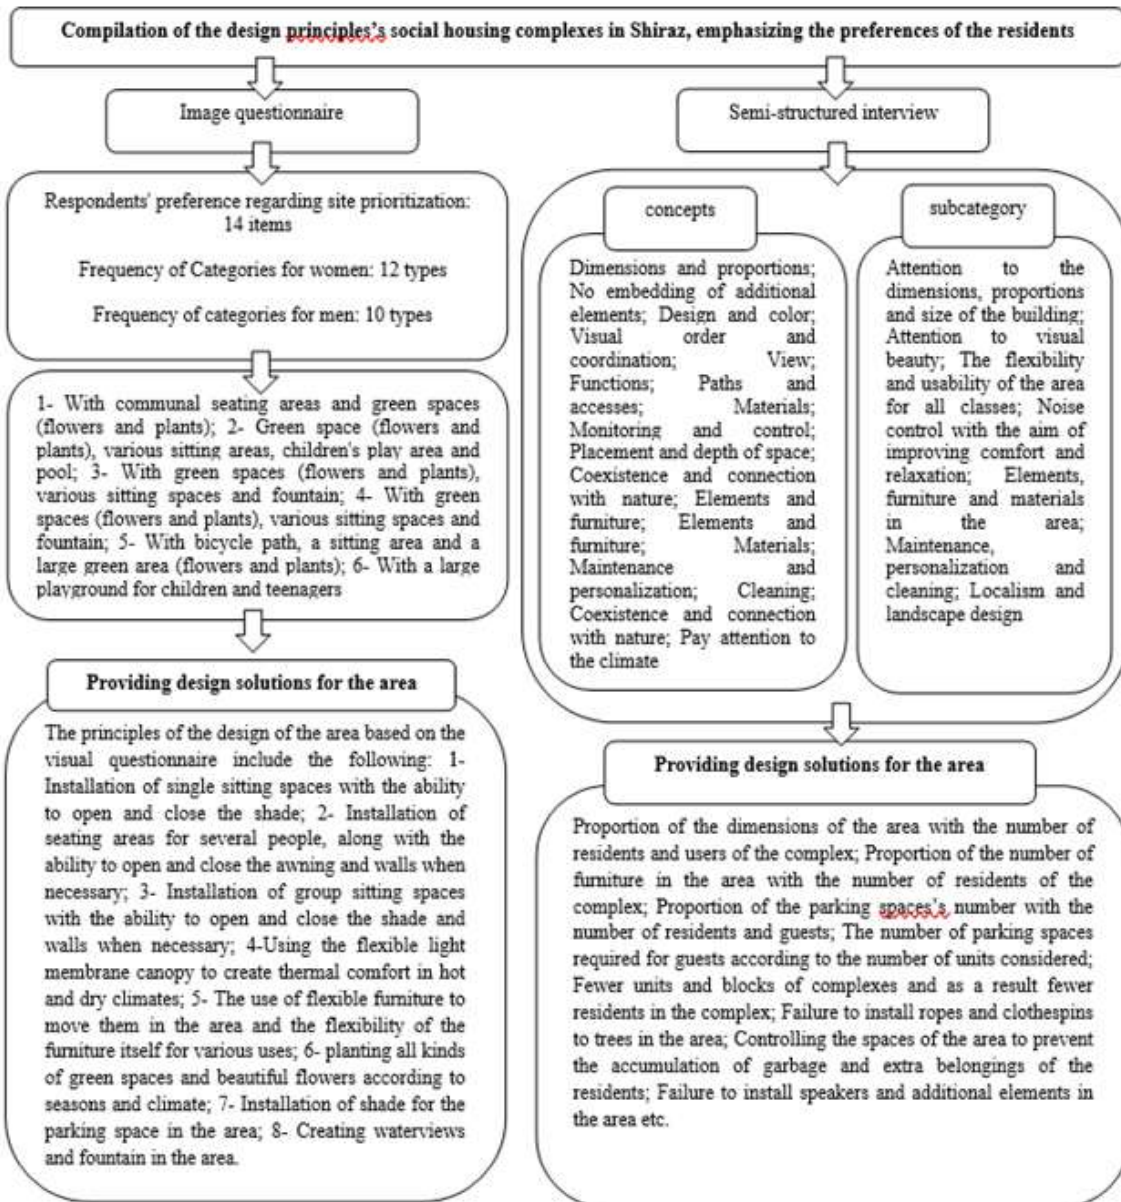 Compilation of the design principles's social housing complexes in Shiraz, emphasizing the preferences of the residents
Image questionnaire
Respondents' preference regarding site prioritization:
14 items
Frequency of Categories for women: 12 types
Frequency of categories for men: 10 types
1- With communal seating areas and green spaces
(flowers and plants); 2- Green space (flowers and
plants), various sitting areas, children's play area and
pool; 3- With green spaces (flowers and plants),
various sitting spaces and fountain; 4- With green
spaces (flowers and plants), various sitting spaces and
fountain; 5- With bicycle path, a sitting area and a
large green area (flowers and plants); 6- With a large
playground for children and teenagers
Providing design solutions for the area
The principles of the design of the area based on the
visual questionnaire include the following: 1-
Installation of single sitting spaces with the ability
to open and close the shade; 2- Installation of
seating areas for several people, along with the
ability to open and close the awning and walls when
necessary; 3- Installation of group sitting spaces
with the ability to open and close the shade and
walls when necessary; 4-Using the flexible light
membrane canopy to create thermal comfort in hot
and dry climates; 5- The use of flexible furniture to
move them in the area and the flexibility of the
furniture itself for various uses; 6- planting all kinds
of green spaces and beautiful flowers according to
seasons and climate; 7- Installation of shade for the
parking space in the area; 8- Creating waterviews
and fountain in the area.
Semi-structured interview
concepts
Dimensions and proportions;
No embedding of additional
elements; Design and color;
Visual order and
coordination; View;
Functions; Paths and
accesses; Materials;
Monitoring and control;
Placement and depth of space;
Coexistence and connection
with nature; Elements and
furniture; Elements and
furniture; Materials;
Maintenance and
personalization; Cleaning;
Coexistence and connection
with nature; Pay attention to
the climate
subcategory
Attention to the
dimensions, proportions
and size of the building;
Attention to visual
beauty; The flexibility
and usability of the area
for all classes; Noise
control with the aim of
improving comfort and
relaxation; Elements,
furniture and materials
in the area;
Maintenance,
personalization and
cleaning; Localism and
landscape design
Providing design solutions for the area
Proportion of the dimensions of the area with the number of
residents and users of the complex; Proportion of the number of
furniture in the area with the number of residents of the
complex; Proportion of the parking spaces's number with the
number of residents and guests; The number of parking spaces
required for guests according to the number of units considered;
Fewer units and blocks of complexes and as a result fewer
residents in the complex; Failure to install ropes and clothespins
to trees in the area; Controlling the spaces of the area to prevent
the accumulation of garbage and extra belongings of the
residents; Failure to install speakers and additional elements in
the area etc.